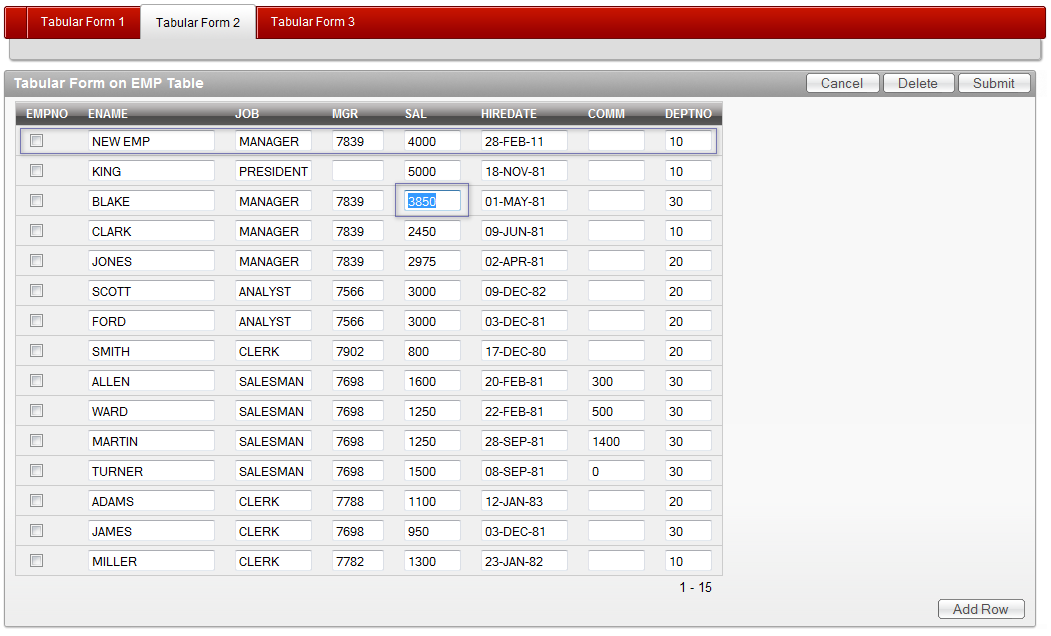 Tabular Form 1 Tabular Form 2 Tabular Form 3
Tabular Form on EMP Table Cancel Delete Submit
EMPNO ENAME JOB MGR SAL HIREDATE COMM DEPTNO
NEW EMP MANAGER 7839 4000 28-FEB-11 10
KING PRESIDENT 5000 18-NOV-81 10
BLAKE MANAGER 7839 3850 01-MAY-81 30
CLARK MANAGER 7839 2450 09-JUN-81 10
JONES MANAGER 7839 2975 02-APR-81 20
SCOTT ANALYST 7566 3000 09-DEC-82 20
FORD ANALYST 7566 3000 03-DEC-81 20
SMITH CLERK 7902 800 17-DEC-80 20
ALLEN SALESMAN 7698 1600 20-FEB-81 300 30
WARD SALESMAN 7698 1250 22-FEB-81 500 30
MARTIN SALESMAN 7698 1250 28-SEP-81 1400 30
TURNER SALESMAN 7698 1500 08-SEP-81 0 30
ADAMS CLERK 7788 1100 12-JAN-83 20
JAMES CLERK 7698 950 03-DEC-81 30
MILLER CLERK 7782 1300 23-JAN-82 10
1 - 15
Add Row